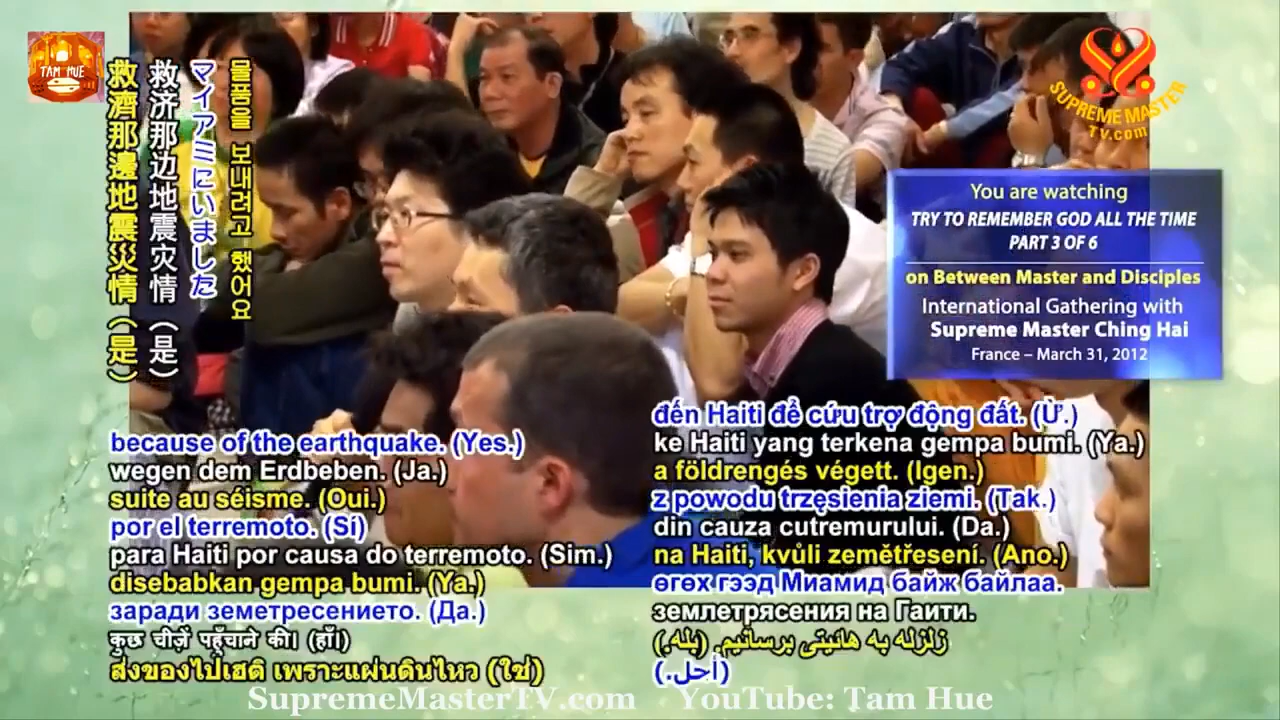 TAM HUE
SUPREME MASTER
TV.com
救濟那邊地震災情（是）
救济那边地震灾情（是）
マイアミにいました
물품을 보내려고 했어요
You are watching
TRY TO REMEMBER GOD ALL THE TIME
PART 3 OF 6
on Between Master and Disciples
International Gathering with
Supreme Master Ching Hai
France – March 31, 2012
because of the earthquake. (Yes.)
wegen dem Erdbeben. (Ja.)
suite au séisme. (Oui.)
por el terremoto. (Sí)
para Haiti por causa do terremoto. (Sim.)
disebabkan gempa bumi. (Ya.)
заради земетресението. (Да.)
कुछ चीज़ें पहुँचाने की। (हाँ।)
ส่งของไปเฮติ เพราะแผ่นดินไหว (ใช่)
đến Haiti để cứu trợ động đất. (Ừ.)
ke Haiti yang terkena gempa bumi. (Ya.)
a földrengés végett. (Igen.)
z powodu trzęsienia ziemi. (Tak.)
din cauza cutremurului. (Da.)
na Haiti, kvůli zemětřesení. (Ano.)
өгөх гээд Миамид байж байлаа.
землетрясения на Гаити.
زلزله به هائیتی برسانیم. (بله.)
(أجل.)
SupremeMasterTV.com YouTube: Tam Hue